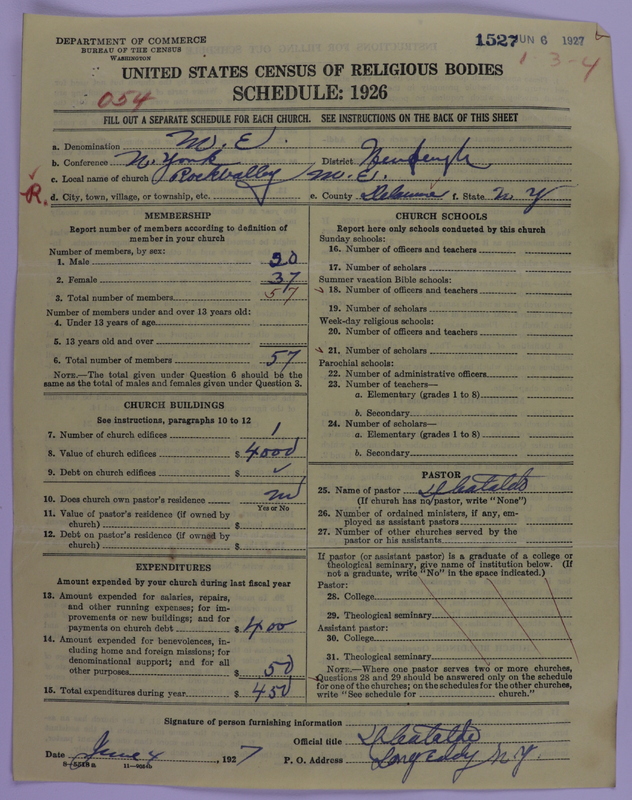 DEPARTMENT OF COMMERCE
BUREAU OF THE CENSUS
WASHINGTON
1527 JUN 6 1927
1-3-4
UNITED STATES CENSUS OF RELIGIOUS BODIES
SCHEDULE: 1926
054
FILL OUT A SEPARATE SCHEDULE FOR EACH CHURCH. SEE INSTRUCTIONS ON THE BACK OF THIS SHEET
a. Denomination M. E.
b. Conference N. York District Newburgh
c. Local name of church Rockvalley M. E.
R. d. City, town, village, or township, etc. e. County Delaware f. State N. Y
MEMBERSHIP
Report number of members according to definition of
member in your church
Number of members, by sex:
1. Male 20
2. Female 37
3. Total number of members 57
Number of members under and over 13 years old:
4. Under 13 years of age
5. 13 years old and over
6. Total number of members 57
NOTE.—The total given under Question 6 should be
same as the total of males and females given under Question 3.
CHURCH BUILDINGS
See instructions, paragraphs 10 to 12
7. Number of church edifices 1
8. Value of church edifices $ 4000
9. Debt on church edifices $ ✓
10. Does church own pastor's residence no
Yes or No
11. Value of pastor's residence (if owned by
church) $
12. Debt on pastor's residence (if owned by
church) $
EXPENDITURES
Amount expended by your church during last fiscal year
13. Amount expended for salaries, repairs,
and other running expenses; for im-
provements or new buildings; and for
payments on church debt $ 400
14. Amount expended for benevolences, in-
cluding home and foreign missions; for
denominational support; and for all
other purposes $ 50
15. Total expenditures during year $ 450
CHURCH SCHOOLS
Report here only schools conducted by this church
Sunday schools:
16. Number of officers and teachers
17. Number of scholars
Summer vacation Bible schools:
18. Number of officers and teachers
19. Number of scholars
Week-day religious schools:
20. Number of officers and teachers
21. Number of scholars
Parochial schools:
22. Number of administrative officers
23. Number of teachers—
a. Elementary (grades 1 to 8)
b. Secondary
24. Number of scholars—
a. Elementary (grades 1 to 8)
b. Secondary
PASTOR
25. Name of pastor
(If church has no pastor, write "None")
26. Number of ordained ministers, if any, em-
ployed as assistant pastors
27. Number of other churches served by the
pastor or his assistants
If pastor (or assistant pastor) is a graduate of a college or
theological seminary, give name of institution below. (If
not a graduate, write "No" in the space indicated.)
Pastor:
28. College
29. Theological seminary
Assistant pastor:
30. College
31. Theological seminary
NOTE.—Where one pastor serves two or more churches,
Questions 28 and 29 should be answered only on the schedule
for one of the churches; on the schedules for the other churches,
write "See schedule for church."
Signature of person furnishing information
Official title
Date June 4, 1927 P. O. Address Long Eddy N. Y.